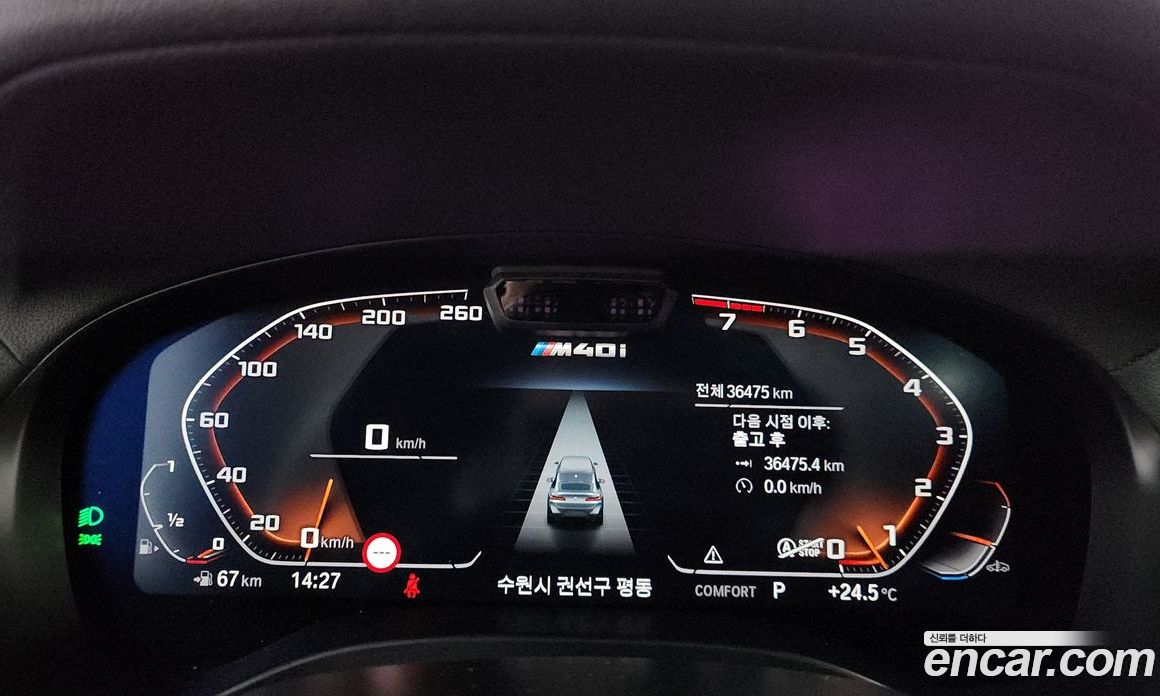 260
200
140
100
60
40
20
0 km/h
0 km/h
1
1/2
0
67 km
14:27
---
M40i
수원시 권선구 평동
7
6
5
4
3
2
1
0
전체 36475 km
다음 시점 이후:
출고 후
36475.4 km
0.0 km/h
A START
STOP
COMFORT P
+24.5 °C
신뢰를 더하다
encar.com